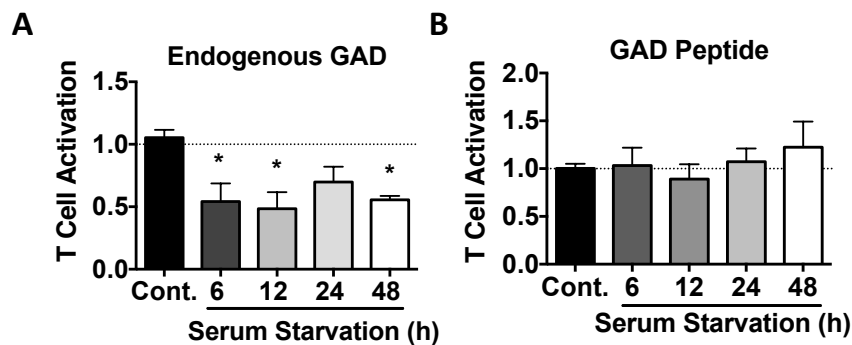 A
Endogenous GAD
T Cell Activation
1.5
1.0
0.5
0.0
* * *
Cont. 6 12 24 48
Serum Starvation (h)
B
GAD Peptide
T Cell Activation
2.0
1.5
1.0
0.5
0.0
Cont. 6 12 24 48
Serum Starvation (h)